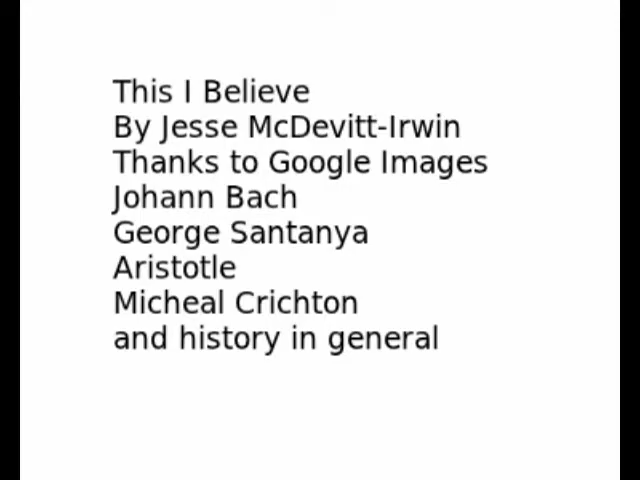 This I Believe
By Jesse McDevitt-Irwin
Thanks to Google Images
Johann Bach
George Santanya
Aristotle
Micheal Crichton
and history in general